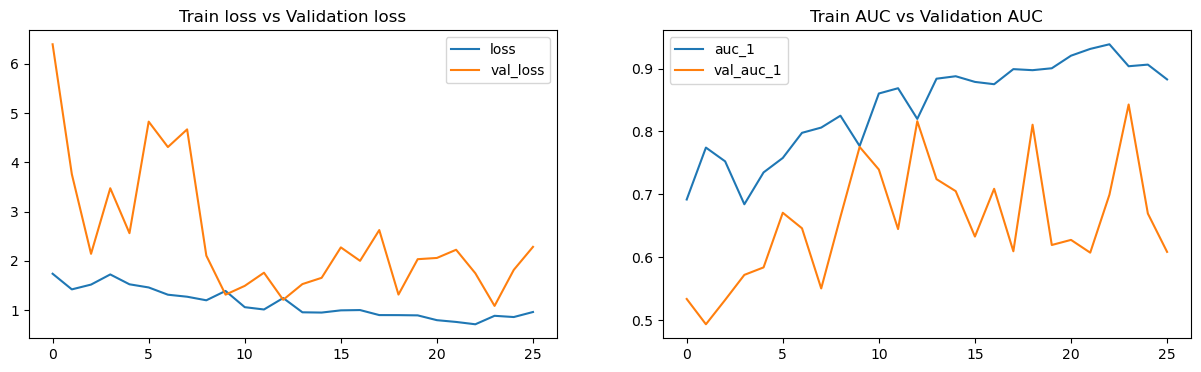 Train loss vs Validation loss
loss
val_loss
6
5
4
3
2
1
0 5 10 15 20 25
Train AUC vs Validation AUC
auc_1
val_auc_1
0.9
0.8
0.7
0.6
0.5
0 5 10 15 20 25